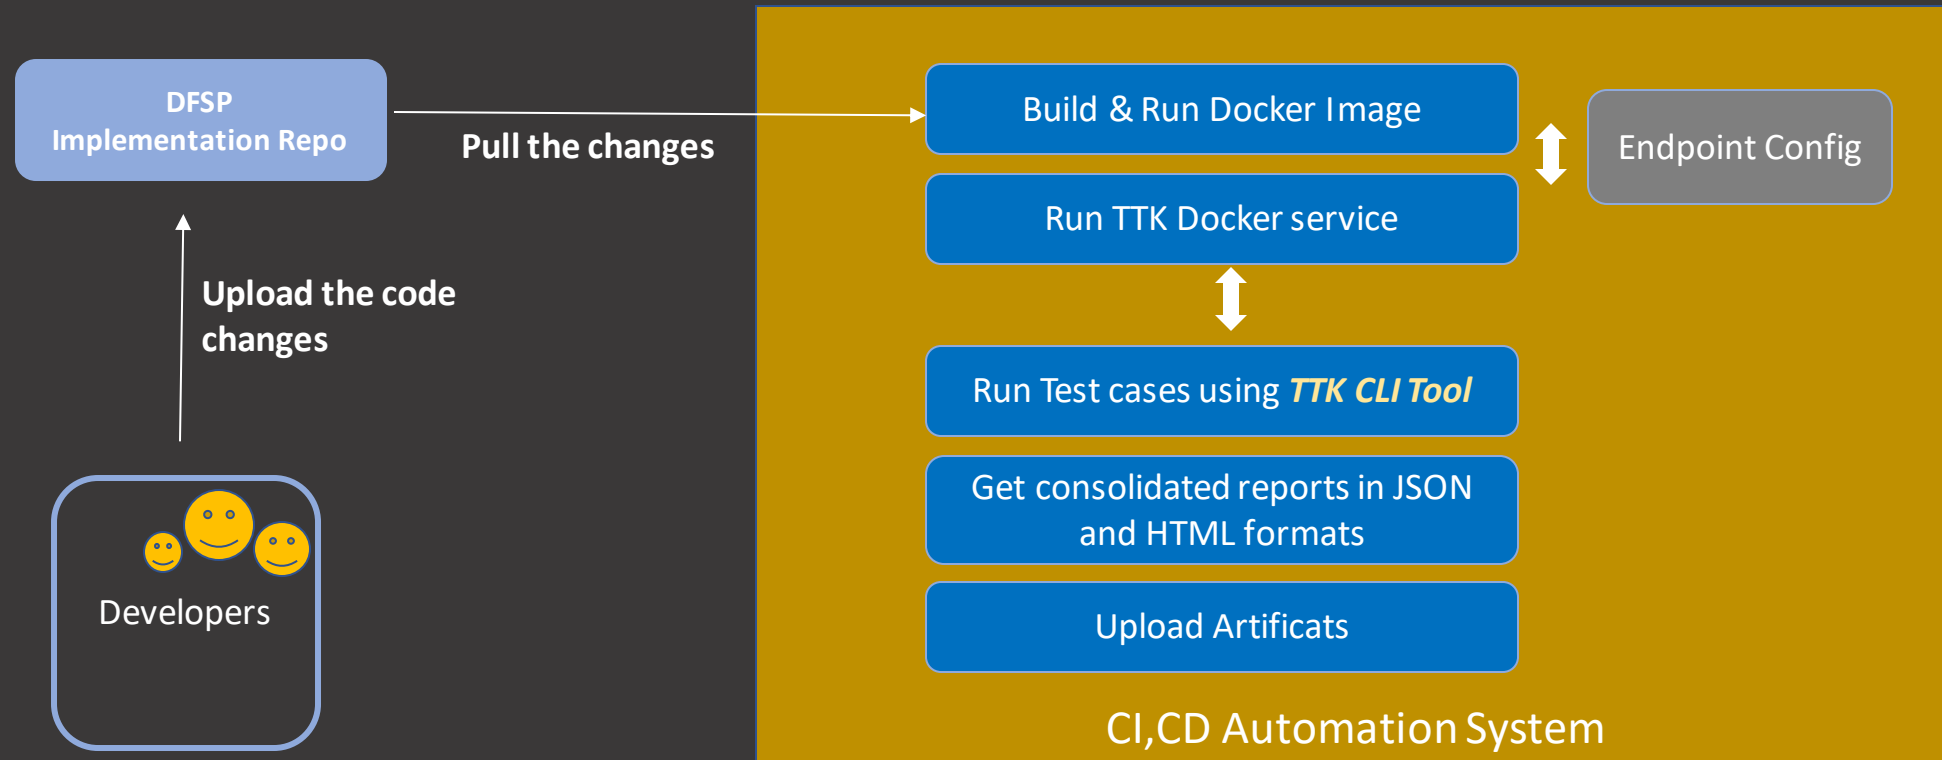 DFSP
Implementation Repo
Pull the changes
Upload the code
changes
Developers
Build & Run Docker Image
Endpoint Config
Run TTK Docker service
Run Test cases using TTK CLI Tool
Get consolidated reports in JSON
and HTML formats
Upload Artificats
CI,CD Automation System